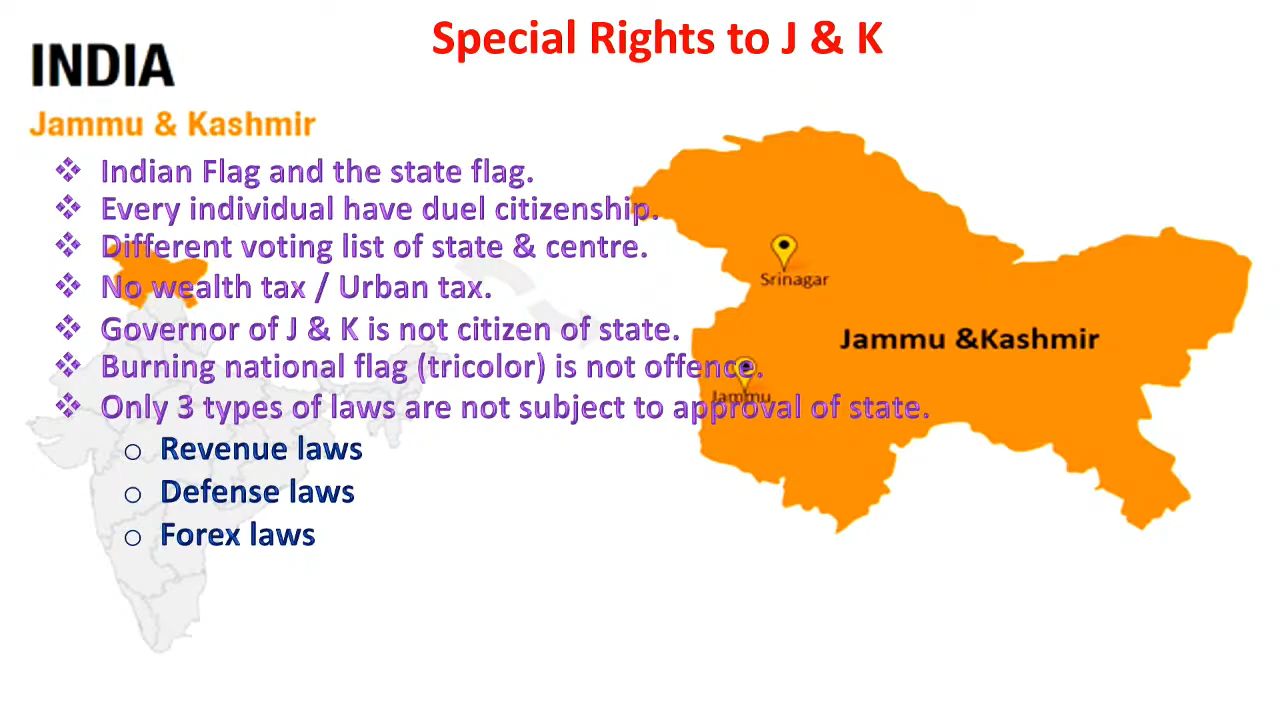 Special Rights to J & K
INDIA
Jammu & Kashmir
❖ Indian Flag and the state flag.
❖ Every individual have duel citizenship.
❖ Different voting list of state & centre.
❖ No wealth tax / Urban tax.
❖ Governor of J & K is not citizen of state.
❖ Burning national flag (tricolor) is not offence.
❖ Only 3 types of laws are not subject to approval of state.
o Revenue laws
o Defense laws
o Forex laws
Srinagar
Jammu &Kashmir
Jammu